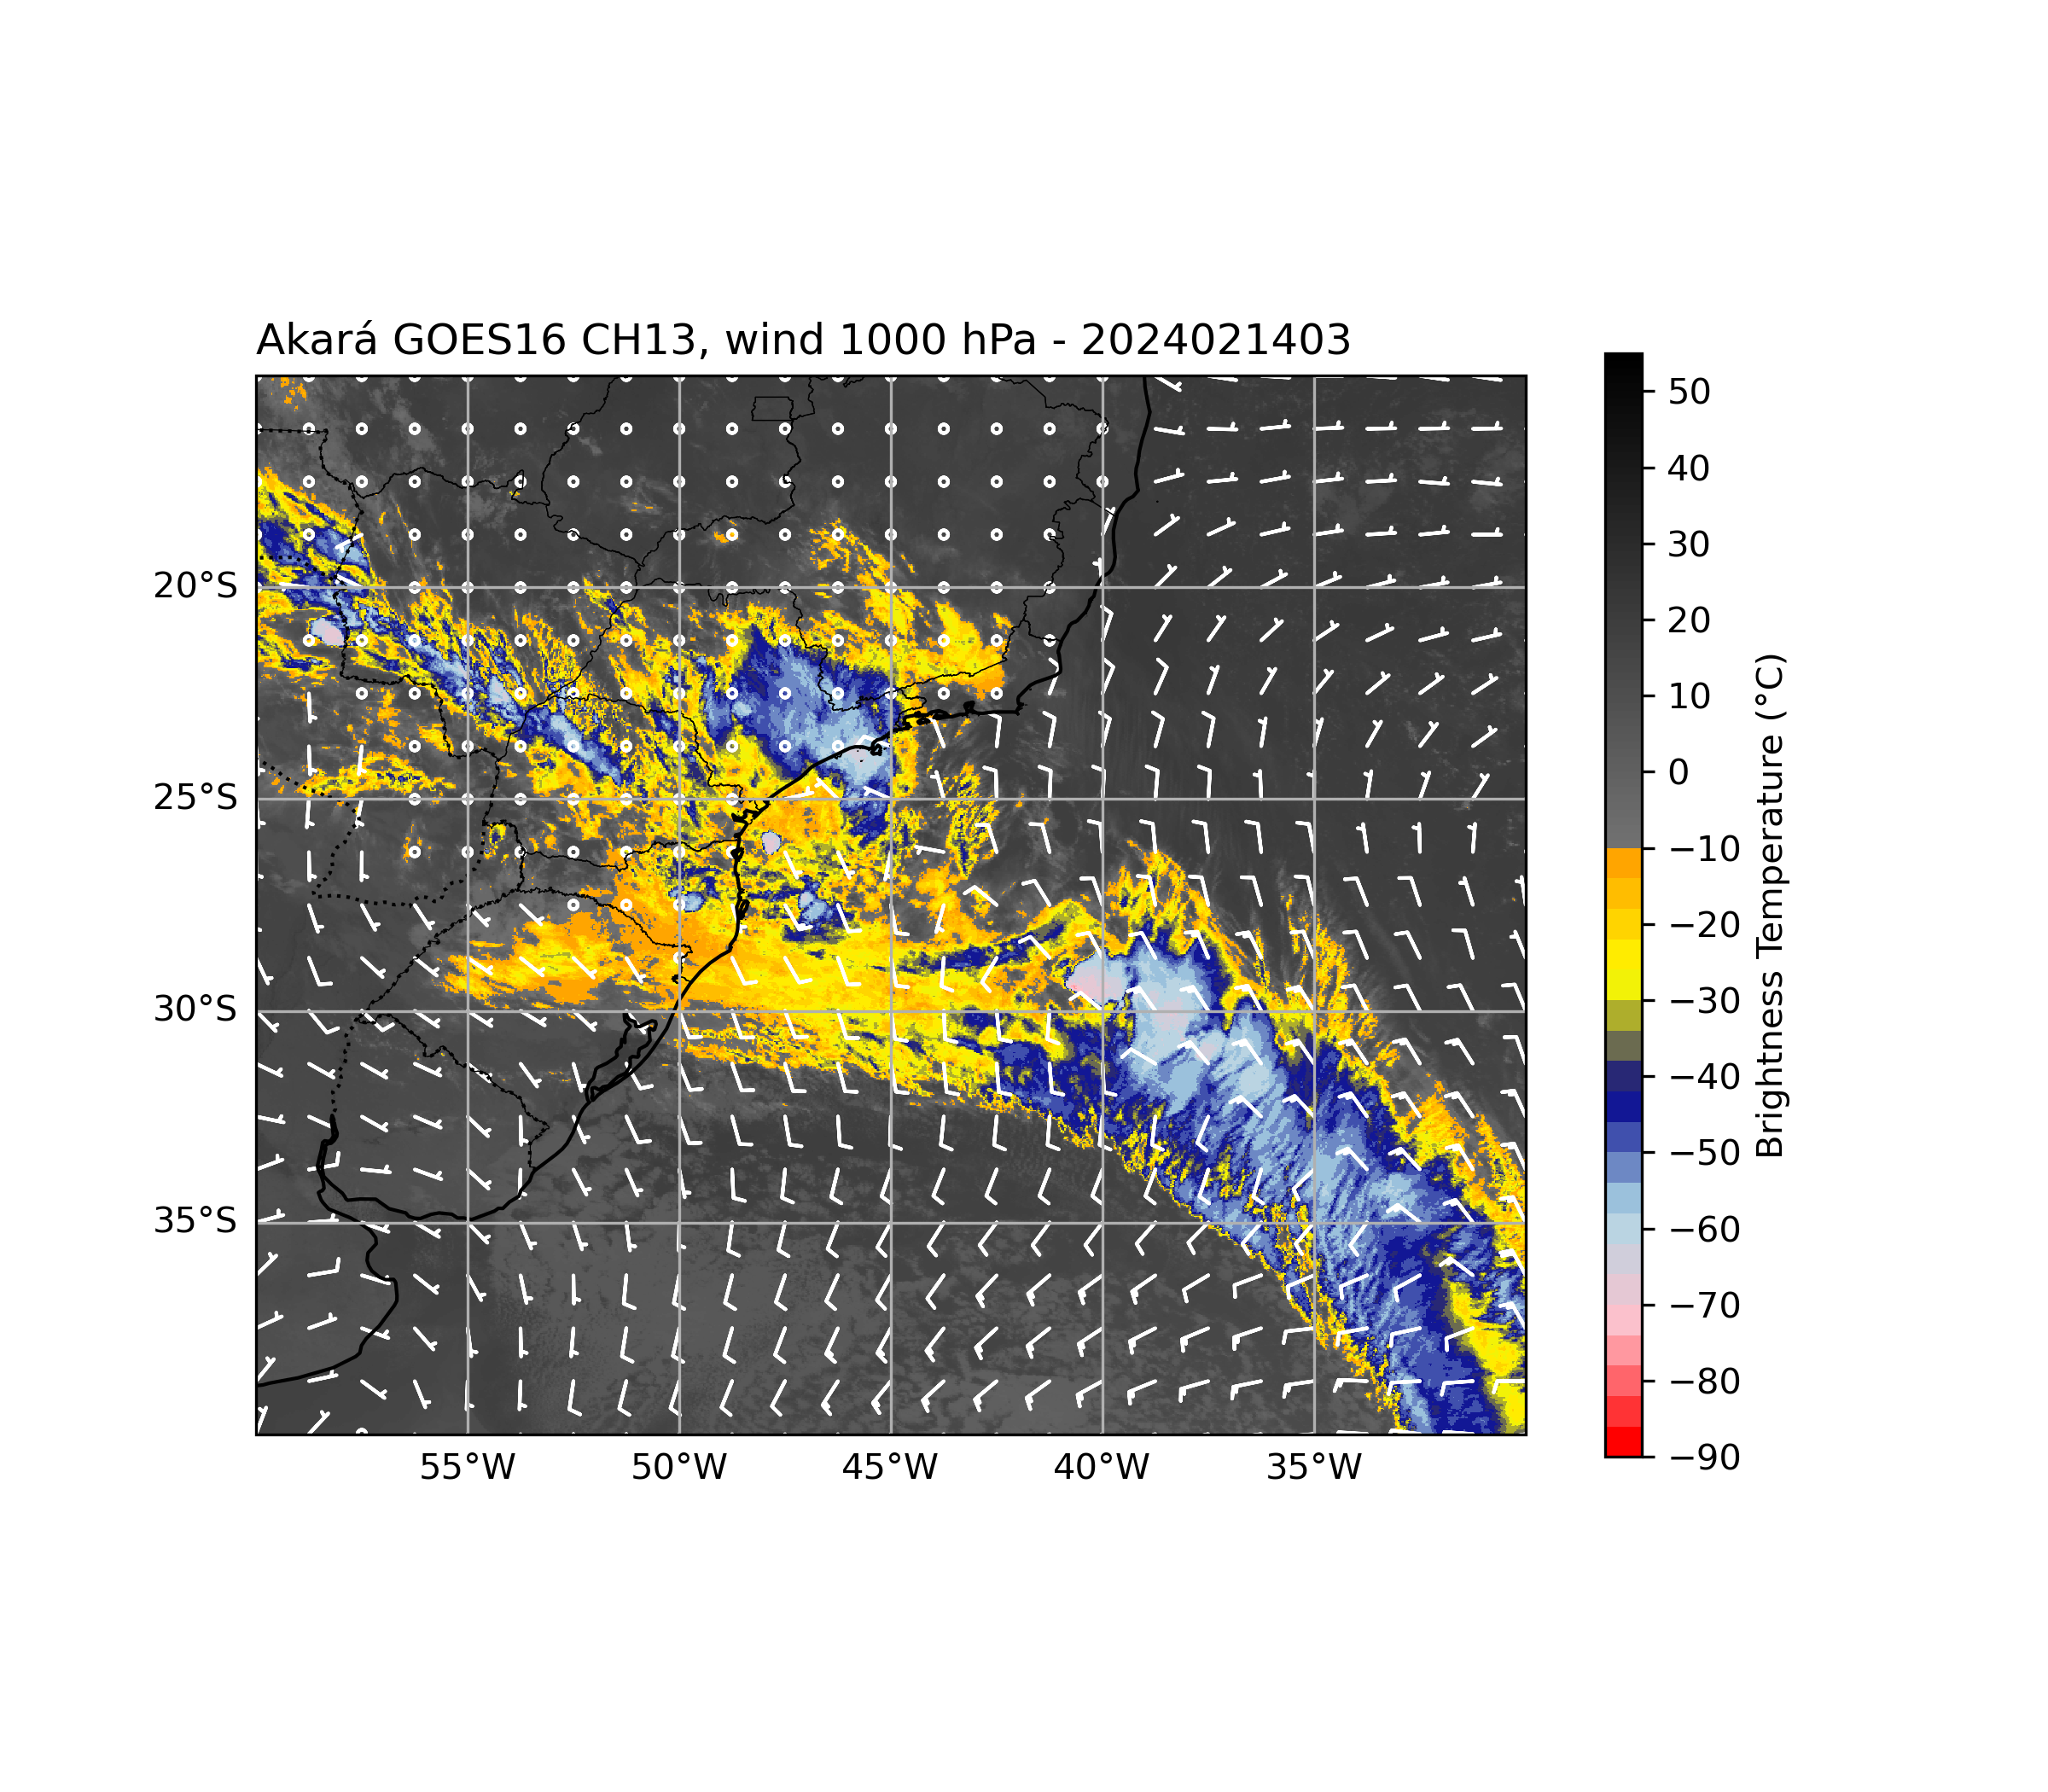 Akará GOES16 CH13, wind 1000 hPa - 2024021403
20°S
25°S
30°S
35°S
55°W
50°W
45°W
40°W
35°W
50
40
30
20
10
0
−10
−20
−30
−40
−50
−60
−70
−80
−90
Brightness Temperature (°C)